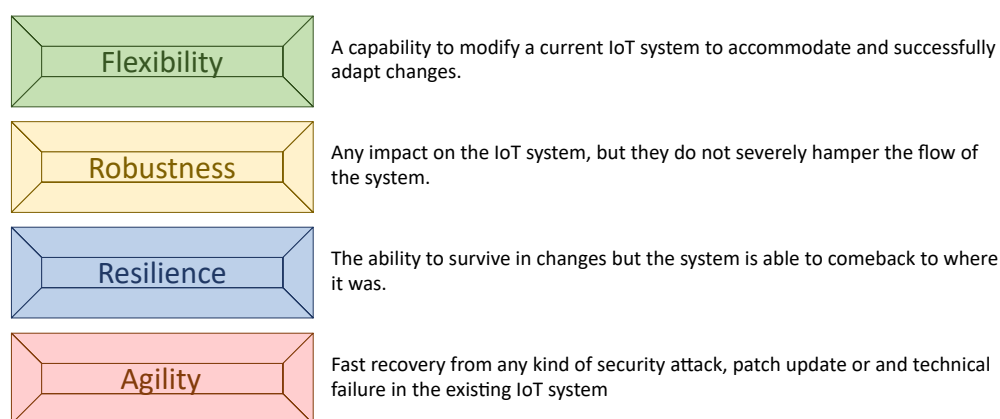 Flexibility
A capability to modify a current IoT system to accommodate and successfully
adapt changes.
Robustness
Any impact on the IoT system, but they do not severely hamper the flow of
the system.
Resilience
The ability to survive in changes but the system is able to comeback to where
it was.
Agility
Fast recovery from any kind of security attack, patch update or and technical
failure in the existing IoT system